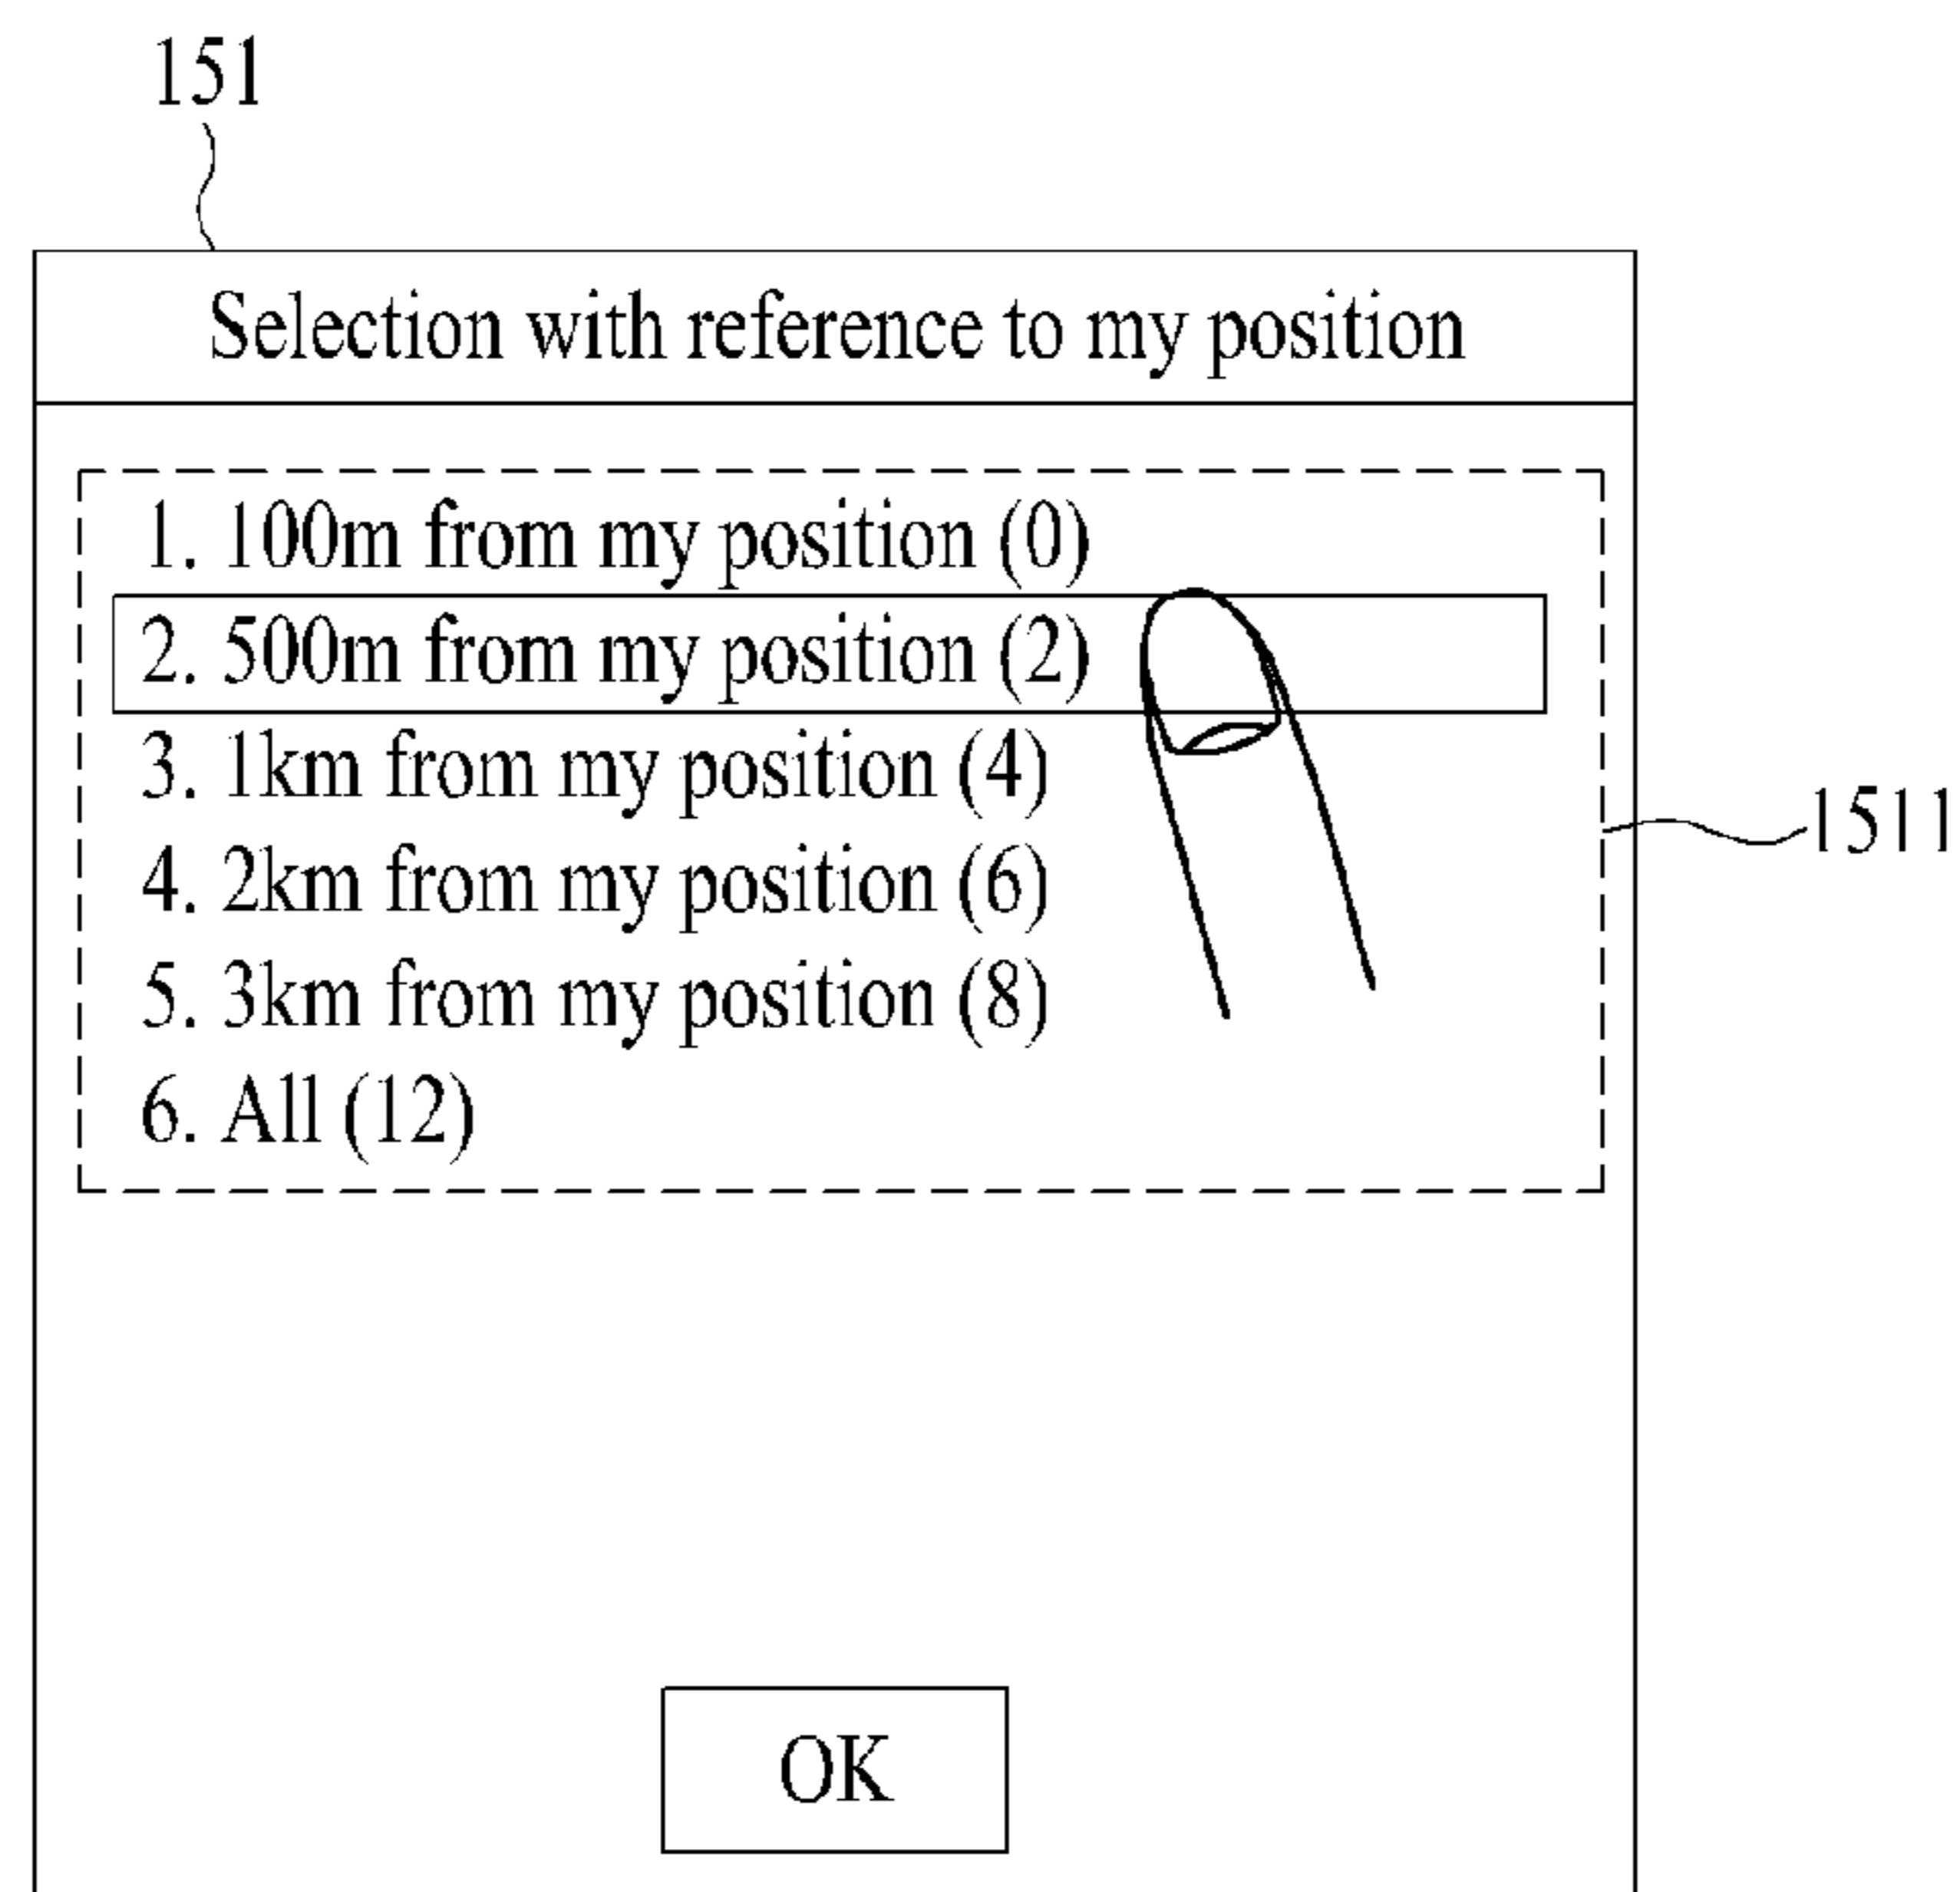 151
Selection with reference to my position
1. 100m from my position (0)
2. 500m from my position (2)
3. 1km from my position (4)
1511
4. 2km from my position (6)
5. 3km from my position (8)
6. All (12)
OK